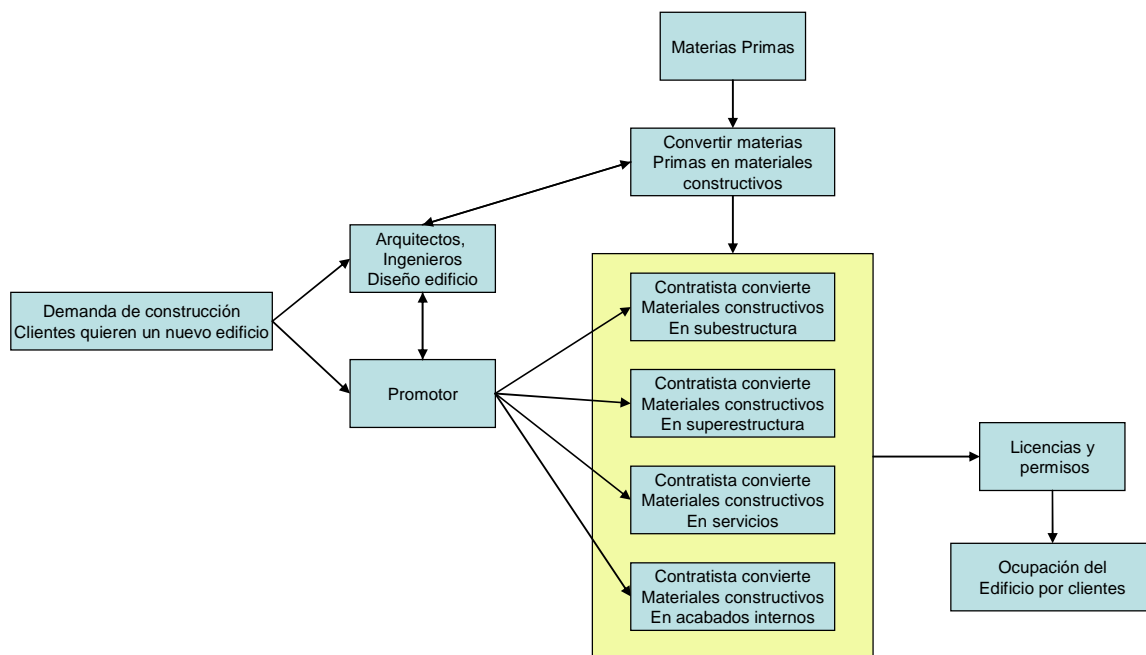 Materias Primas
Convertir materias
Primas en materiales
constructivos
Arquitectos,
Ingenieros
Diseño edificio
Demanda de construcción
Clientes quieren un nuevo edificio
Promotor
Contratista convierte
Materiales constructivos
En subestructura
Contratista convierte
Materiales constructivos
En superestructura
Contratista convierte
Materiales constructivos
En servicios
Contratista convierte
Materiales constructivos
En acabados internos
Licencias y
permisos
Ocupación del
Edificio por clientes